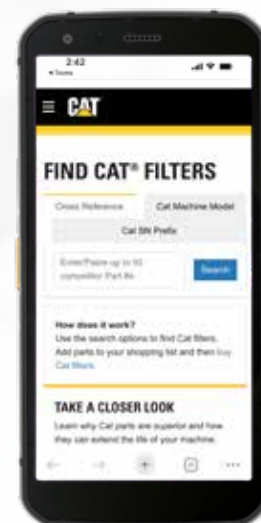 2:42
CAT
FIND CAT® FILTERS
Cross Reference
Cat Machine Model
Cat SN Prefix
Enter/Paste up to
competitor Part #s
Search
How does it work?
Use the search options to find Cat filters.
Add parts to your shopping list and then buy
Cat filters.
TAKE A CLOSER LOOK
Learn why Cat parts are superior and how
they can extend the life of your machine.